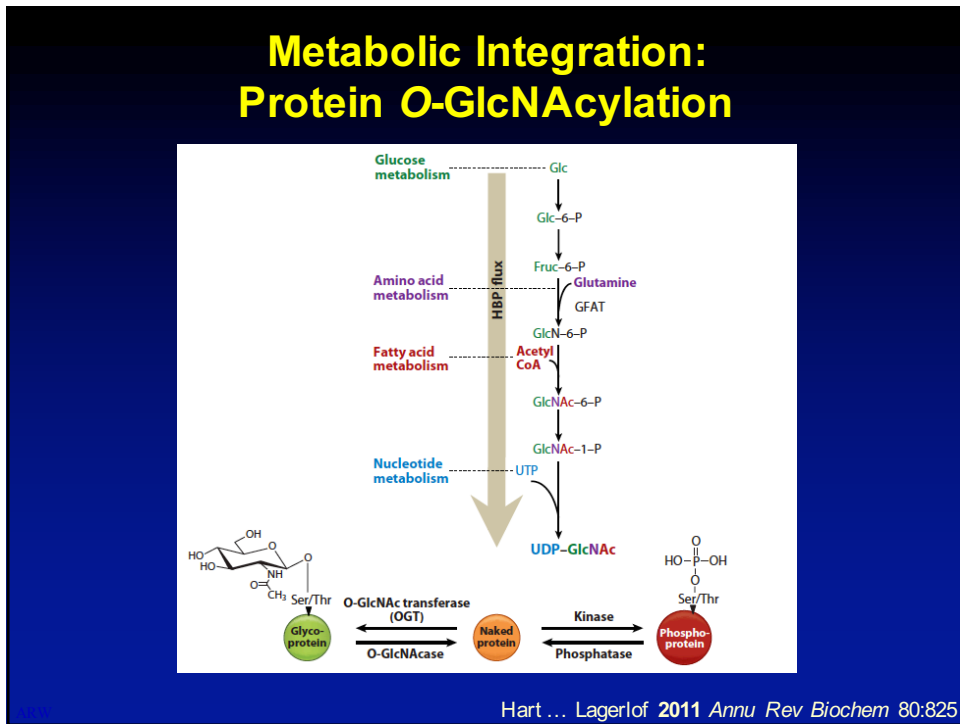 Metabolic Integration:
Protein O-GlcNAcylation
Glucose
metabolism
Glc
Glc–6–P
HBP flux
Fruc–6–P
Amino acid
metabolism
Glutamine
GFAT
GlcN–6–P
Fatty acid
metabolism
Acetyl
CoA
GlcNAc–6–P
GlcNAc–1–P
Nucleotide
metabolism
UTP
UDP–GlcNAc
OH
HO
O
O
HO
NH
O
CH3
Ser/Thr
Glyco-
protein
O-GlcNAc transferase
(OGT)
O-GlcNAcase
Naked
protein
Kinase
Phosphatase
O
HO–P–OH
O
Ser/Thr
Phospho-
protein
ARW
Hart … Lagerlof 2011 Annu Rev Biochem 80:825